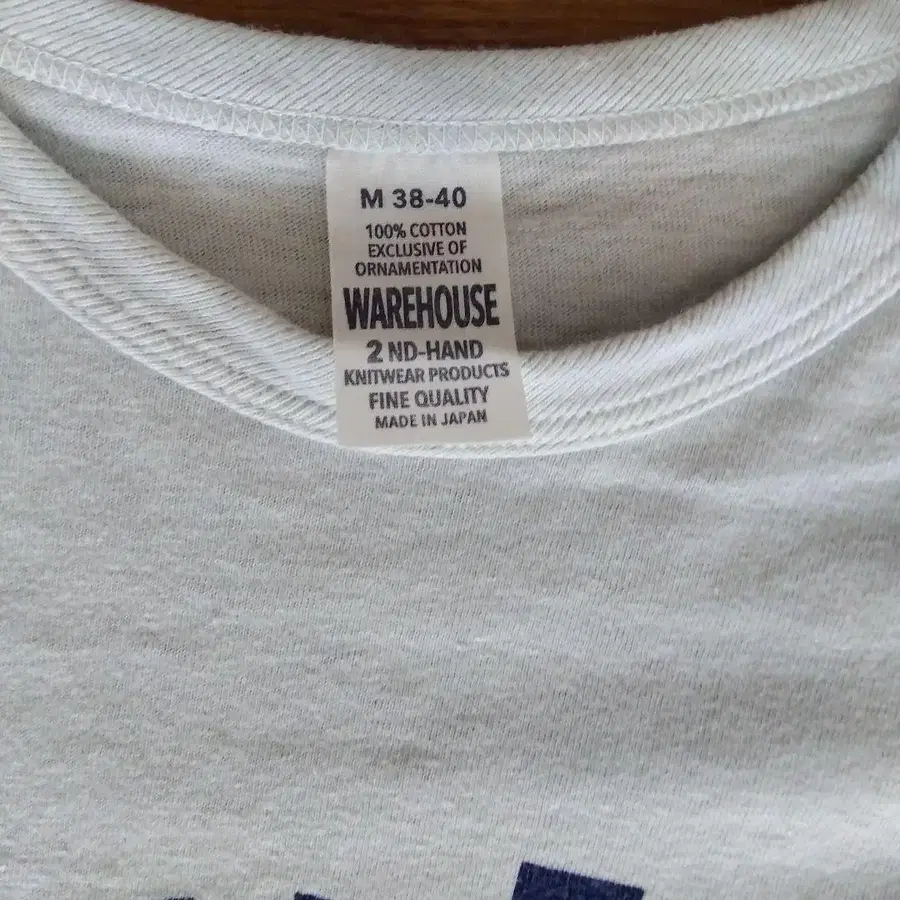 M 38-40
100% COTTON
EXCLUSIVE OF
ORNAMENTATION
WAREHOUSE
2 ND-HAND
KNITWEAR PRODUCTS
FINE QUALITY
MADE IN JAPAN